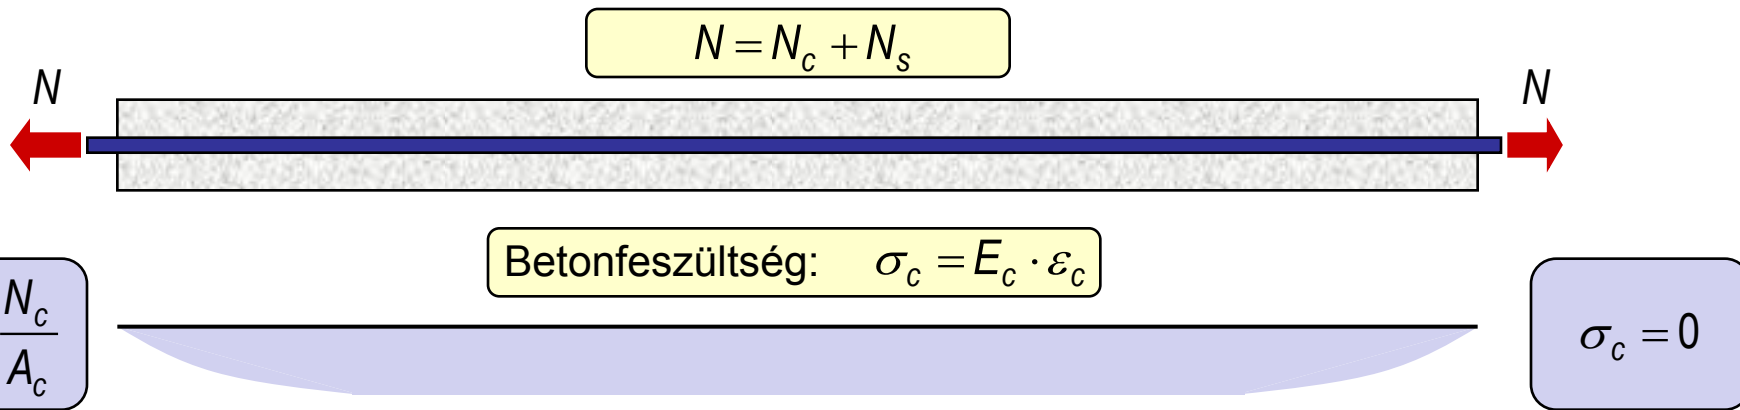 N = N_c + N_s
N
N
Betonfeszültség: σ_c = E_c · ε_c
N_c
A_c
σ_c = 0